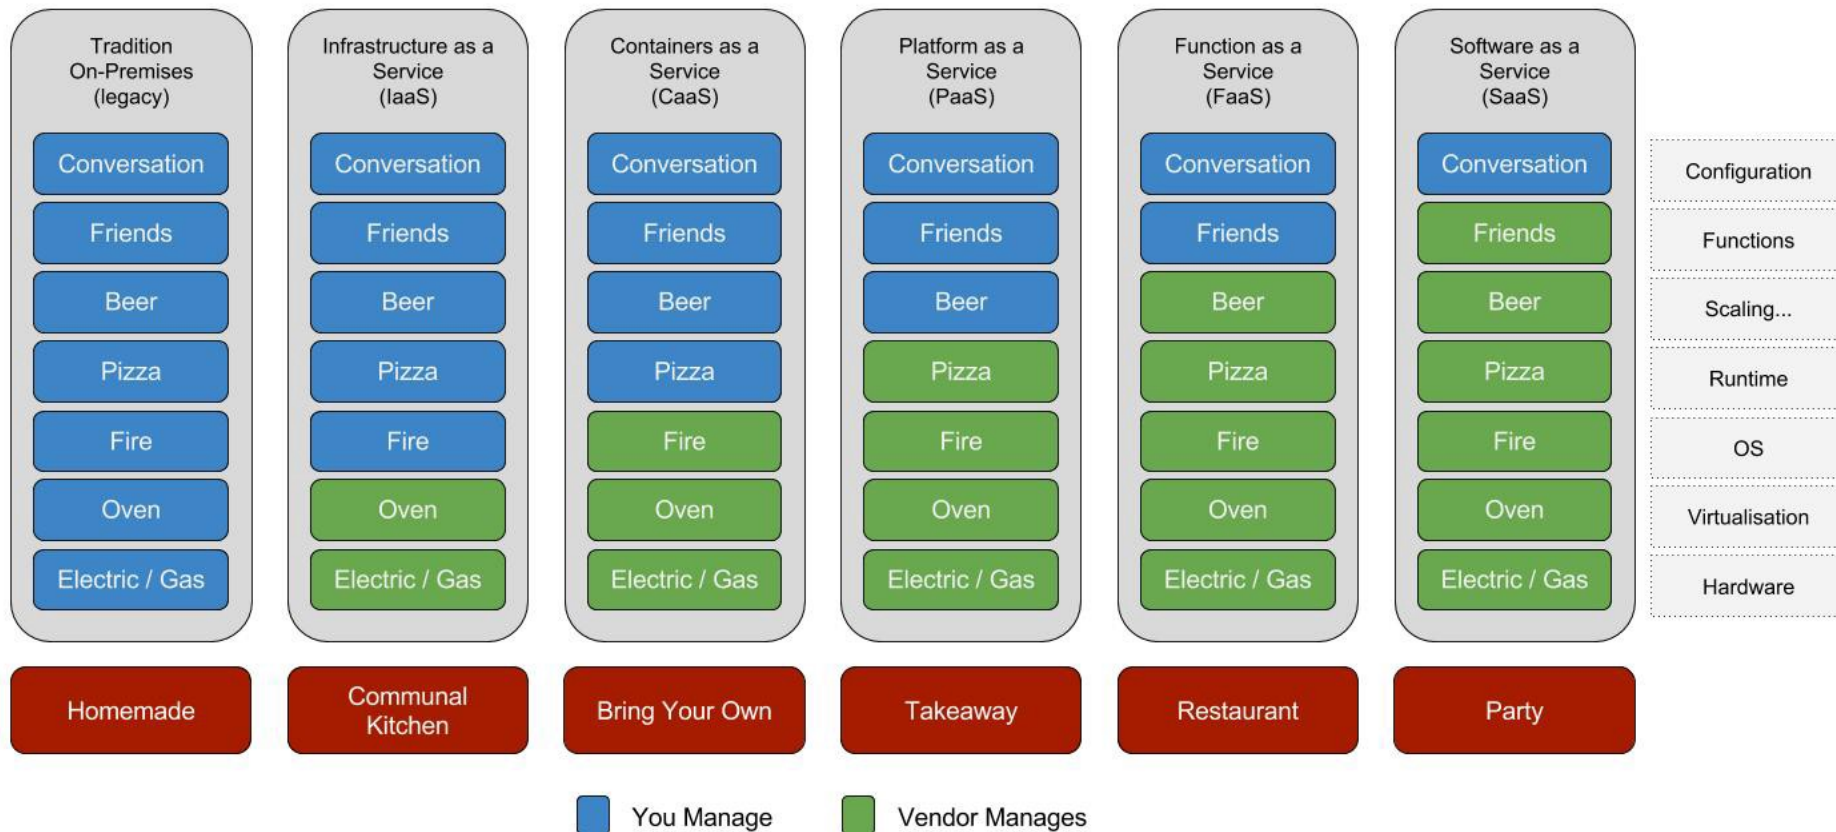 Tradition
On-Premises
(legacy)
Infrastructure as a
Service
(IaaS)
Containers as a
Service
(CaaS)
Platform as a
Service
(PaaS)
Function as a
Service
(FaaS)
Software as a
Service
(SaaS)
Conversation
Conversation
Conversation
Conversation
Conversation
Conversation
Configuration
Friends
Friends
Friends
Friends
Friends
Friends
Functions
Beer
Beer
Beer
Beer
Beer
Beer
Scaling...
Pizza
Pizza
Pizza
Pizza
Pizza
Pizza
Runtime
Fire
Fire
Fire
Fire
Fire
Fire
OS
Oven
Oven
Oven
Oven
Oven
Oven
Virtualisation
Electric / Gas
Electric / Gas
Electric / Gas
Electric / Gas
Electric / Gas
Electric / Gas
Hardware
Homemade
Communal
Kitchen
Bring Your Own
Takeaway
Restaurant
Party
You Manage
Vendor Manages